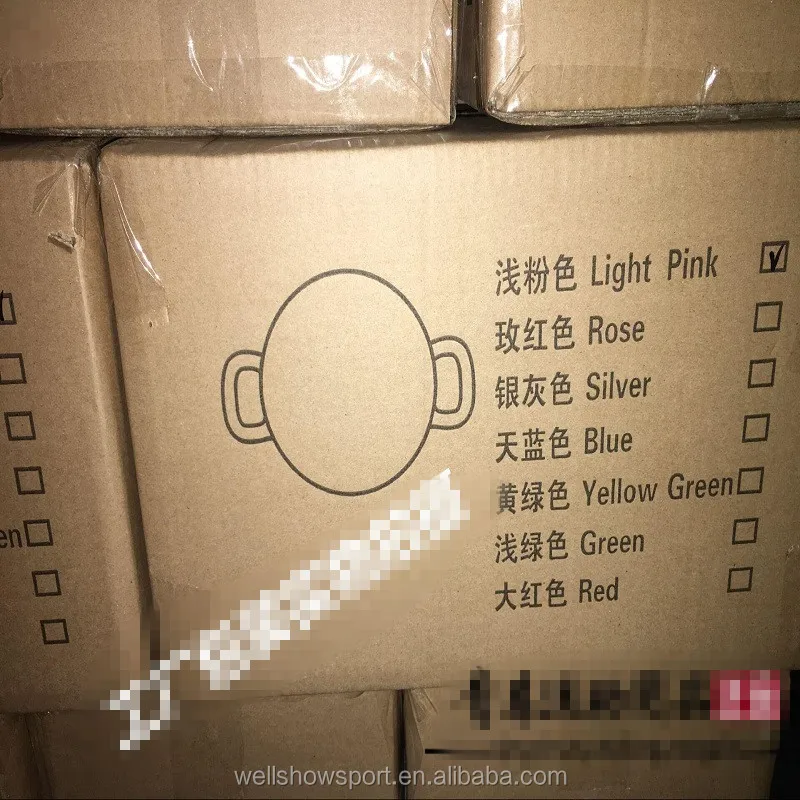 浅粉色 Light Pink
玫红色 Rose
银灰色 Silver
天蓝色 Blue
黄绿色 Yellow Green
浅绿色 Green
大红色 Red
en
wellshowsport.en.alibaba.com